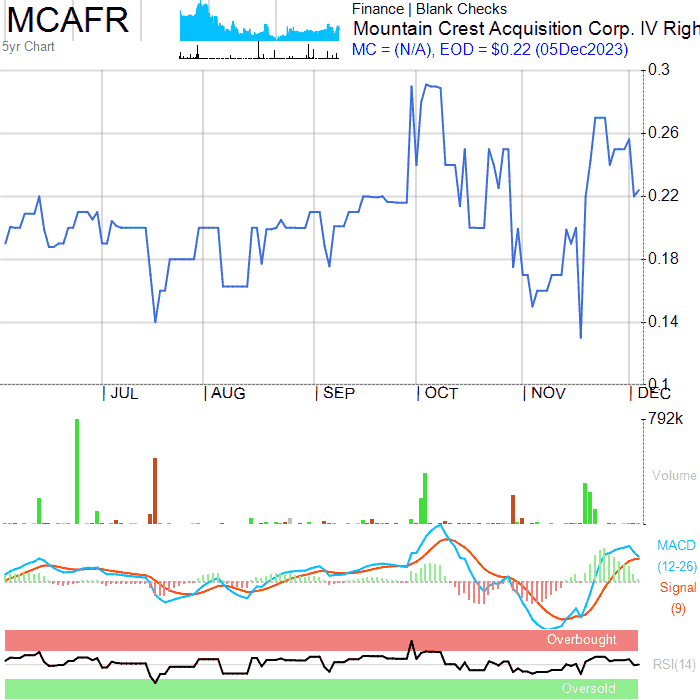 MCAFR
5yr Chart
Finance | Blank Checks
Mountain Crest Acquisition Corp. IV Righ
MC = (N/A), EOD = $0.22 (05Dec2023)
0.3
0.26
0.22
0.18
0.14
0.1
JUL AUG SEP OCT NOV DEC
792k
Volume
MACD
(12-26)
Signal
(9)
Overbought
RSI(14)
Oversold